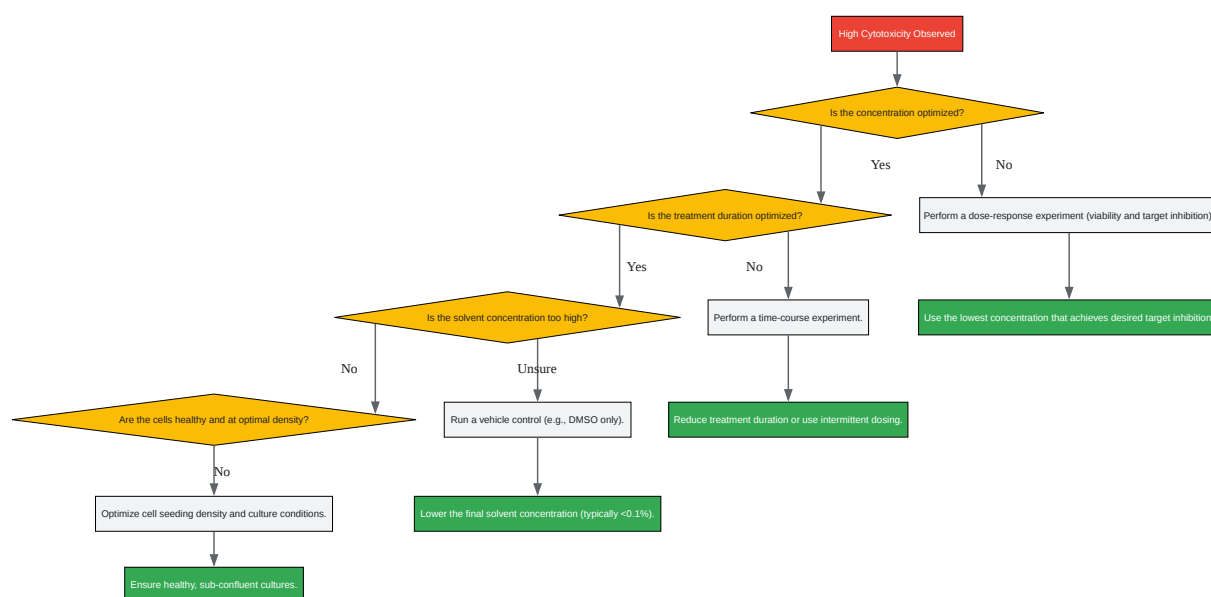 High Cytotoxicity Observed
Is the concentration optimized?
Yes
No
Is the treatment duration optimized?
Perform a dose-response experiment (viability and target inhibition)
Yes
No
Is the solvent concentration too high?
Perform a time-course experiment.
Use the lowest concentration that achieves desired target inhibition
No
Unsure
Are the cells healthy and at optimal density?
Run a vehicle control (e.g., DMSO only).
Reduce treatment duration or use intermittent dosing.
No
Optimize cell seeding density and culture conditions.
Lower the final solvent concentration (typically <0.1%).
Ensure healthy, sub-confluent cultures.